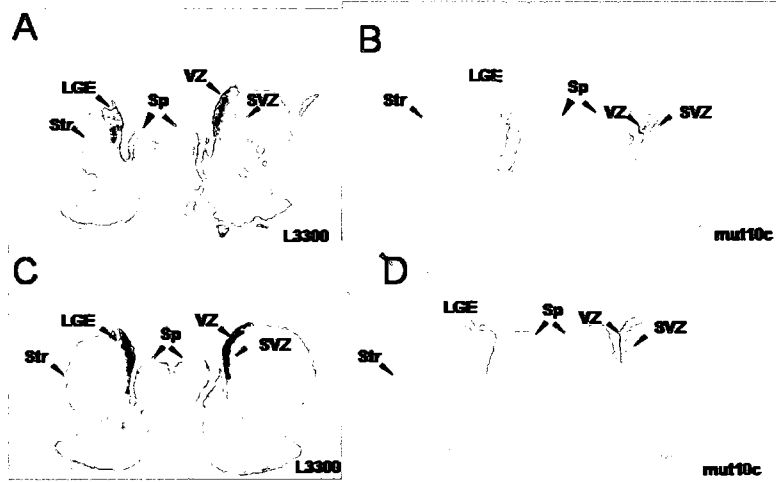 A
LGE
VZ
Sp
SVZ
Str
L3300
B
LGE
Sp
Str
VZ
SVZ
mut10c
C
LGE
VZ
Sp
SVZ
Str
L3300
D
LGE
Sp
VZ
SVZ
Str
mut10c